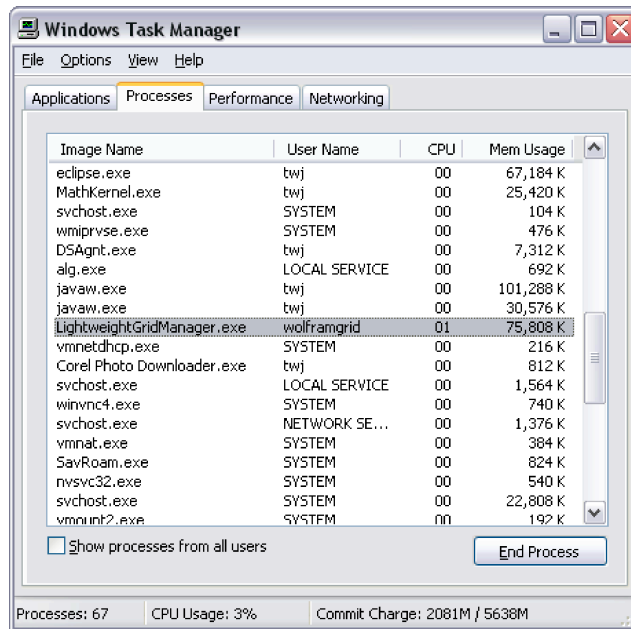 Windows Task Manager
File Options View Help
Applications Processes Performance Networking
Image Name User Name CPU Mem Usage
eclipse.exe twj 00 67,184 K
MathKernel.exe twj 00 25,420 K
svchost.exe SYSTEM 00 104 K
wmiprvse.exe SYSTEM 00 476 K
DSAgnt.exe twj 00 7,312 K
alg.exe LOCAL SERVICE 00 692 K
javaw.exe twj 00 101,288 K
javaw.exe twj 00 30,576 K
LightweightGridManager.exe wolframgrid 01 75,808 K
vmnetdhcp.exe SYSTEM 00 216 K
Corel Photo Downloader.exe twj 00 812 K
svchost.exe LOCAL SERVICE 00 1,564 K
winvnc4.exe SYSTEM 00 740 K
svchost.exe NETWORK SE... 00 1,376 K
vmnat.exe SYSTEM 00 384 K
SavRoam.exe SYSTEM 00 824 K
nvsvc32.exe SYSTEM 00 540 K
svchost.exe SYSTEM 00 22,808 K
vmount2.exe SYSTEM 00 192 K
Show processes from all users End Process
Processes: 67 CPU Usage: 3% Commit Charge: 2081M / 5638M